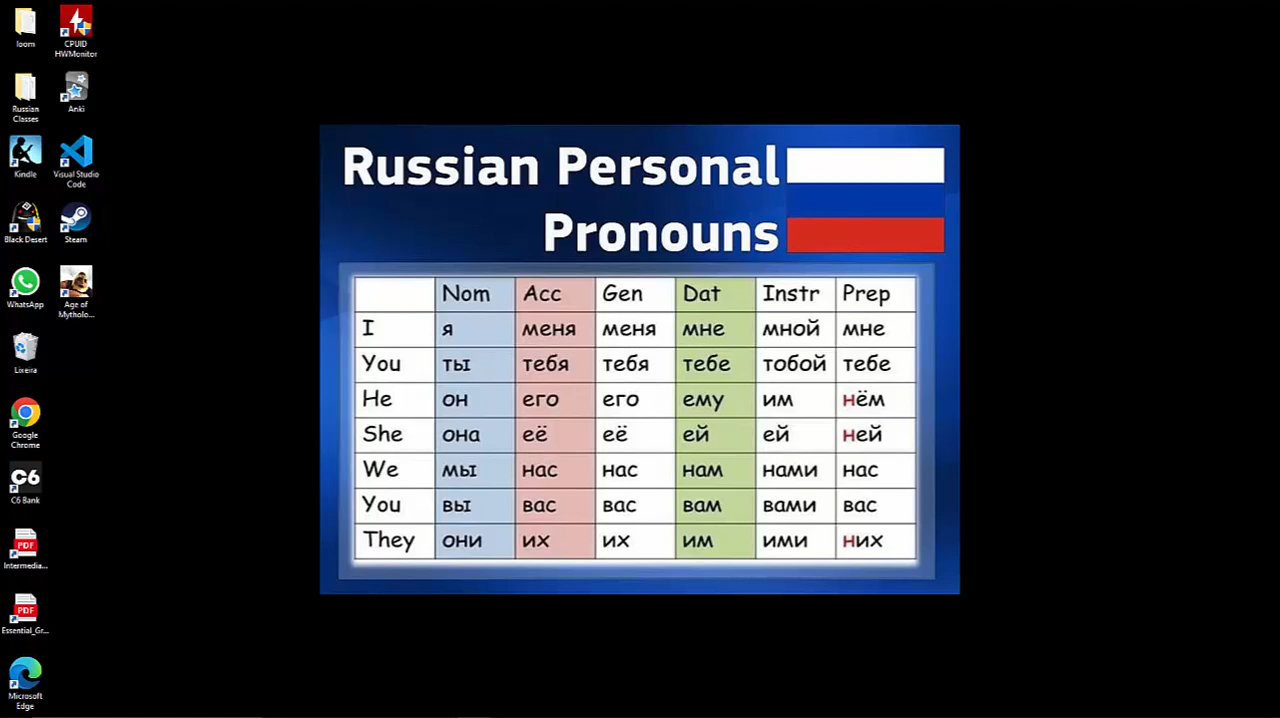 loom
CPUID
HWMonitor
Russian
Classes
Anki
Kindle
Visual Studio
Code
Black Desert
Steam
WhatsApp
Age of
Mytholo...
Lixeira
Google
Chrome
C6
C6 Bank
PDF
Intermedia...
PDF
Essential_Gr...
Microsoft
Edge
Russian Personal
Pronouns
Nom Acc Gen Dat Instr Prep
I я меня меня мне мной мне
You ты тебя тебя тебе тобой тебе
He он его его ему им нём
She она её её ей ей ней
We мы нас нас нам нами нас
You вы вас вас вам вами вас
They они их их им ими них